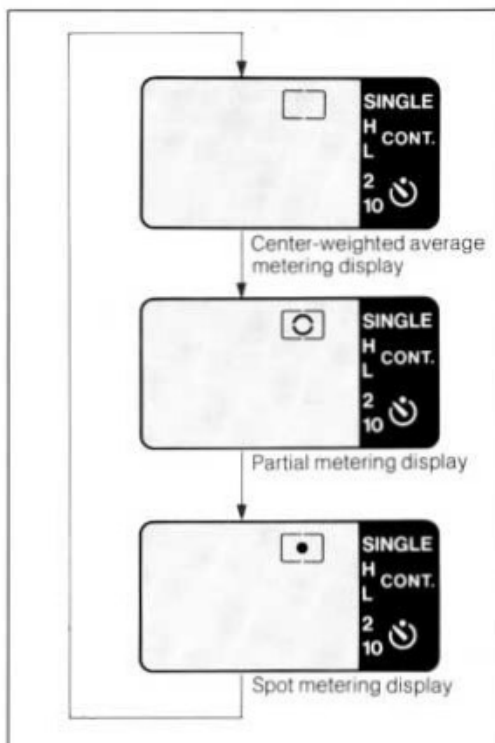 SINGLE
H
CONT.
L
2
10
Center-weighted average
metering display
SINGLE
H
CONT.
L
2
10
Partial metering display
SINGLE
H
CONT.
L
2
10
Spot metering display